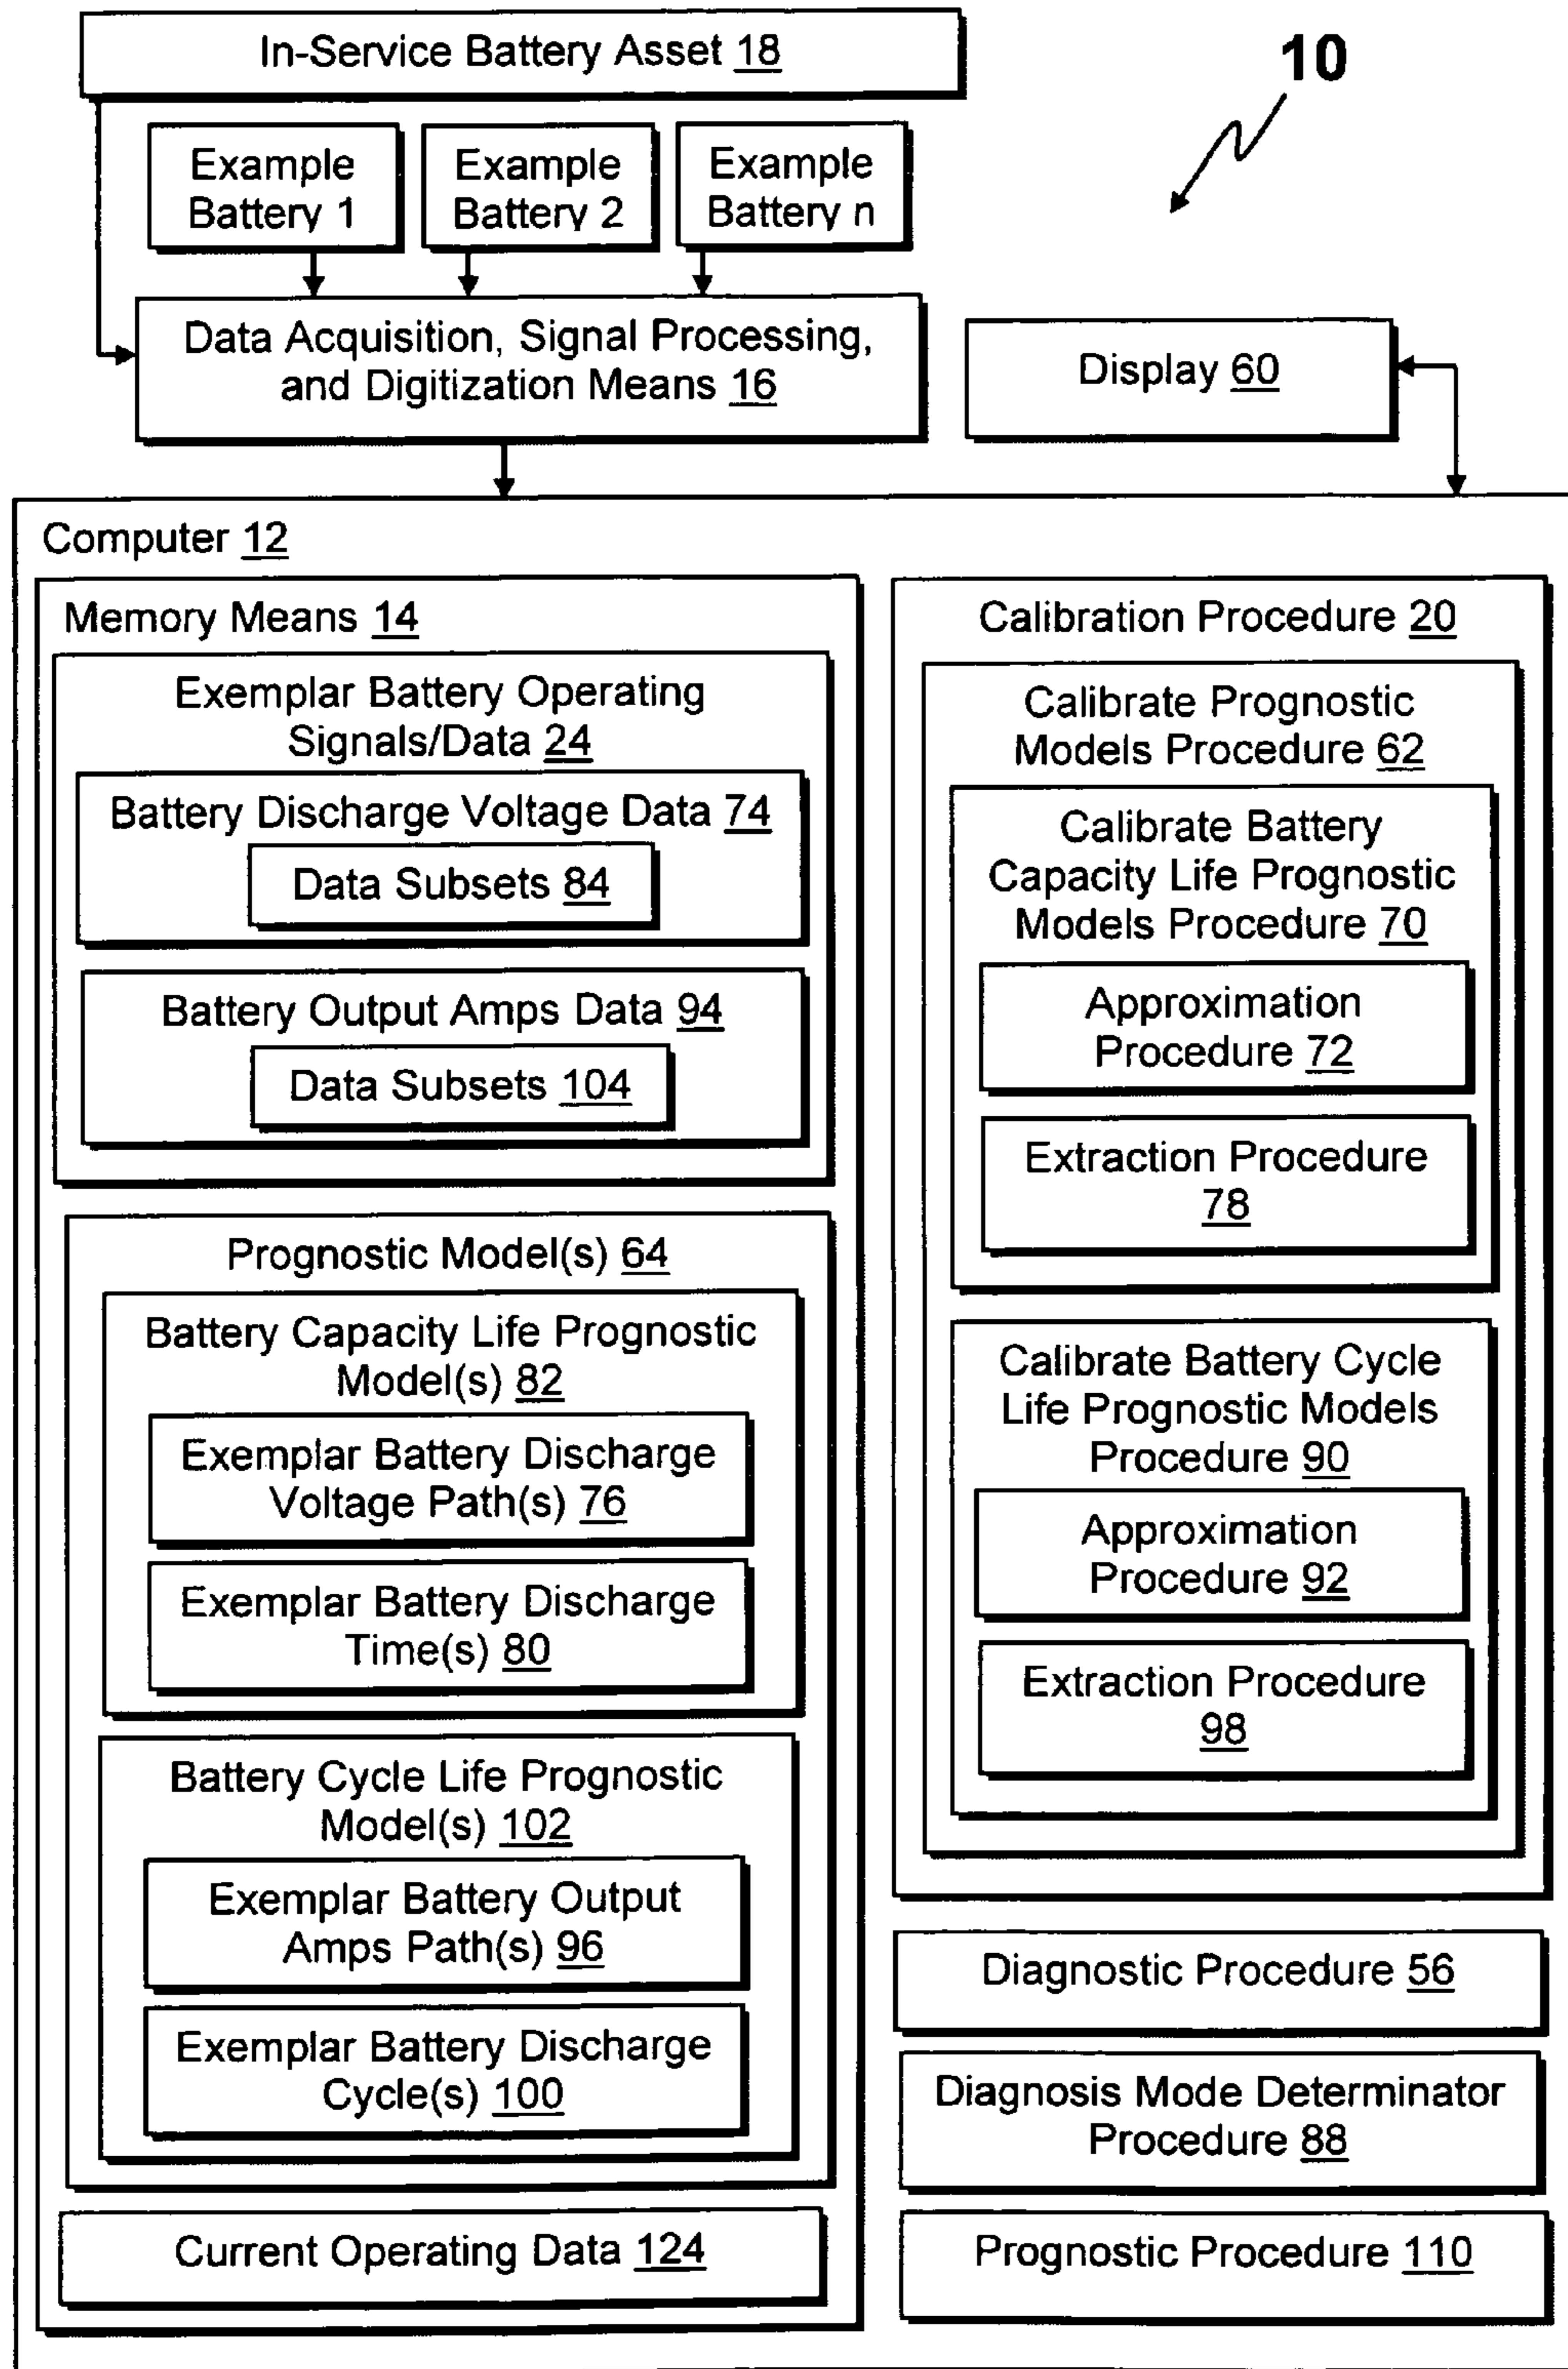 In-Service Battery Asset 18
10
Example
Battery 1
Example
Battery 2
Example
Battery n
Data Acquisition, Signal Processing,
and Digitization Means 16
Display 60
Computer 12
Memory Means 14
Exemplar Battery Operating
Signals/Data 24
Battery Discharge Voltage Data 74
Data Subsets 84
Battery Output Amps Data 94
Data Subsets 104
Prognostic Model(s) 64
Battery Capacity Life Prognostic
Model(s) 82
Exemplar Battery Discharge
Voltage Path(s) 76
Exemplar Battery Discharge
Time(s) 80
Battery Cycle Life Prognostic
Model(s) 102
Exemplar Battery Output
Amps Path(s) 96
Exemplar Battery Discharge
Cycle(s) 100
Current Operating Data 124
Calibration Procedure 20
Calibrate Prognostic
Models Procedure 62
Calibrate Battery
Capacity Life Prognostic
Models Procedure 70
Approximation
Procedure 72
Extraction Procedure
78
Calibrate Battery Cycle
Life Prognostic Models
Procedure 90
Approximation
Procedure 92
Extraction Procedure
98
Diagnostic Procedure 56
Diagnosis Mode Determinator
Procedure 88
Prognostic Procedure 110